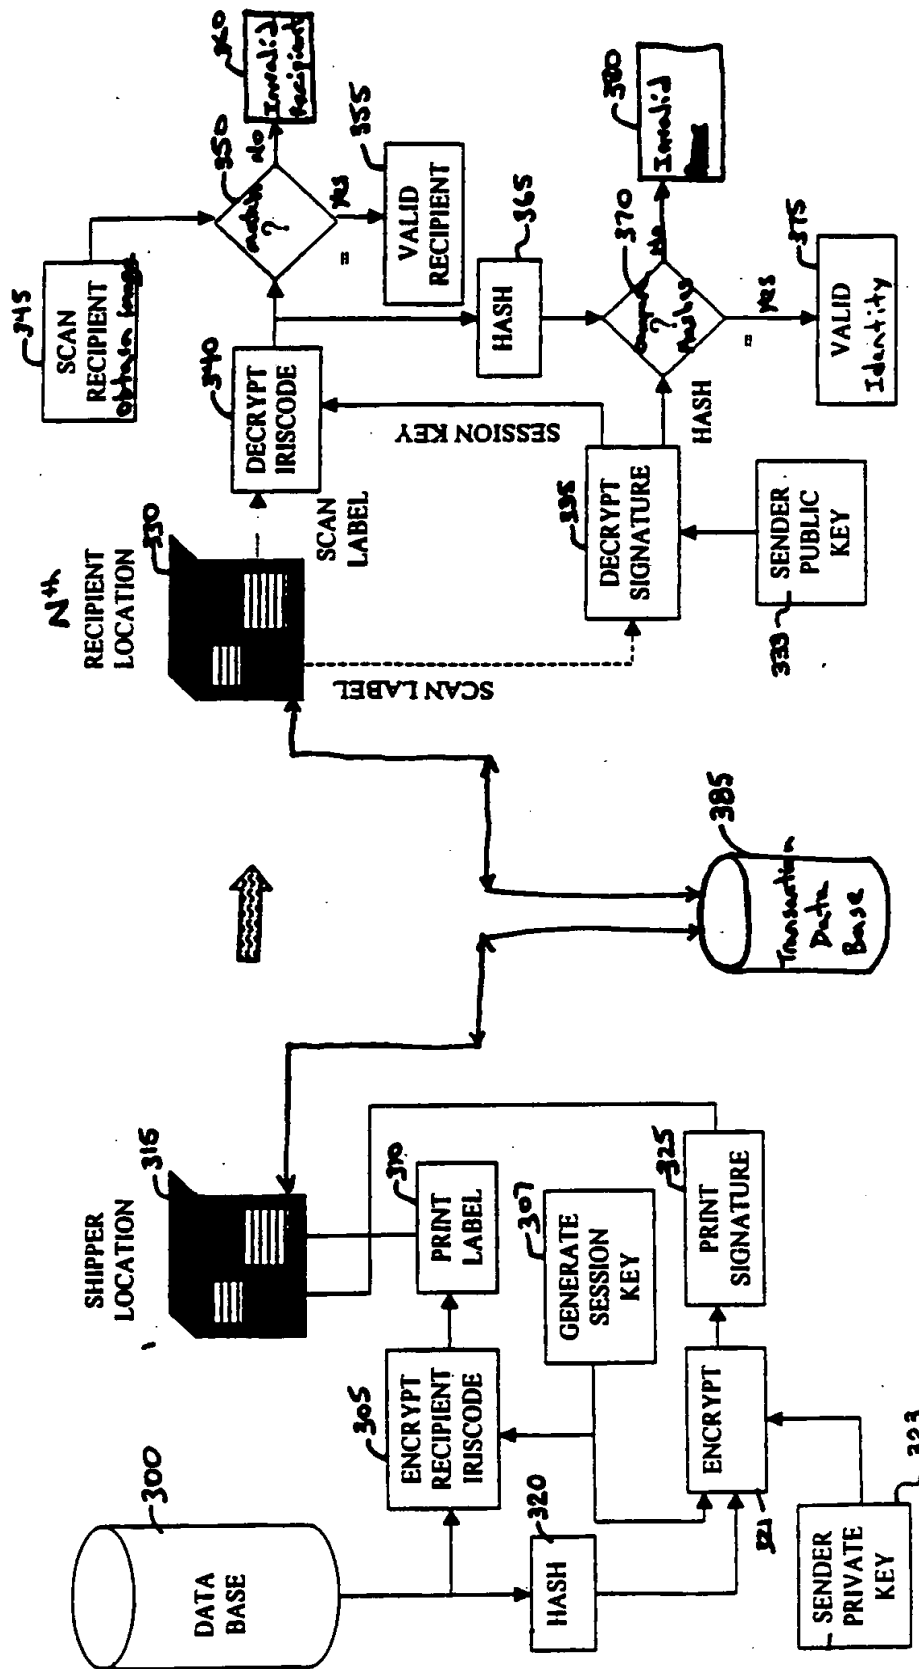 300
DATA
BASE
305
ENCRYPT
RECIPIENT
IRISCODE
320
HASH
SHIPPER
LOCATION
315
310
PRINT
LABEL
307
GENERATE
SESSION
KEY
321
ENCRYPT
325
PRINT
SIGNATURE
SENDER
PRIVATE
KEY
323
385
Transaction
Data
Base
Nth
RECIPIENT
LOCATION
330
SCAN
LABEL
SCAN LABEL
345
SCAN
RECIPIENT
obtain image
340
DECRYPT
IRISCODE
SESSION KEY
335
DECRYPT
SIGNATURE
333
SENDER
PUBLIC
KEY
350
match
?
No
360
Invalid
Recipient
=
yes
355
VALID
RECIPIENT
365
HASH
370
?
Hashes
HASH
No
380
Invalid
=
yes
375
VALID
Identity